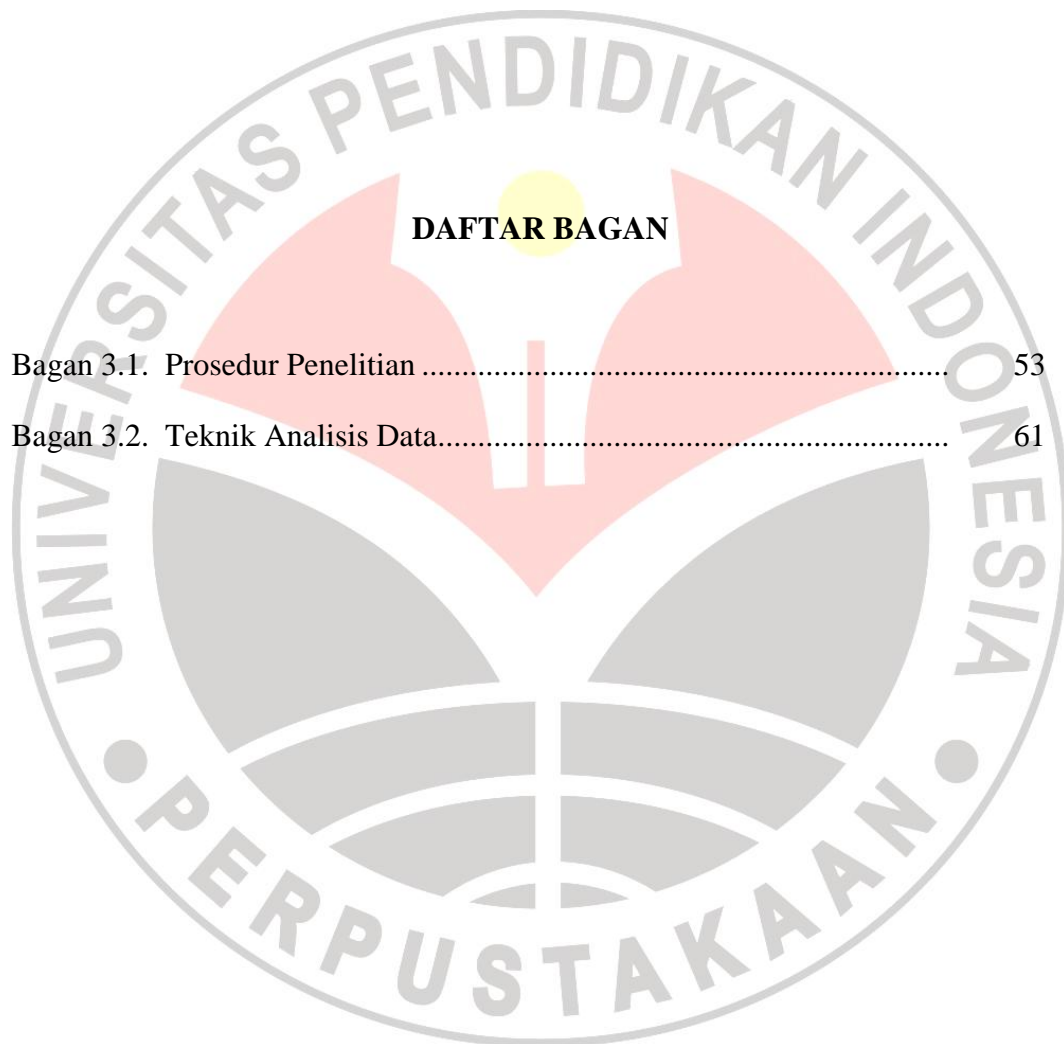 UNIVERSITAS PENDIDIKAN INDONESIA
DAFTAR BAGAN
Bagan 3.1. Prosedur Penelitian .......................................................................... 53
Bagan 3.2. Teknik Analisis Data........................................................................ 61
PERPUSTAKAAN